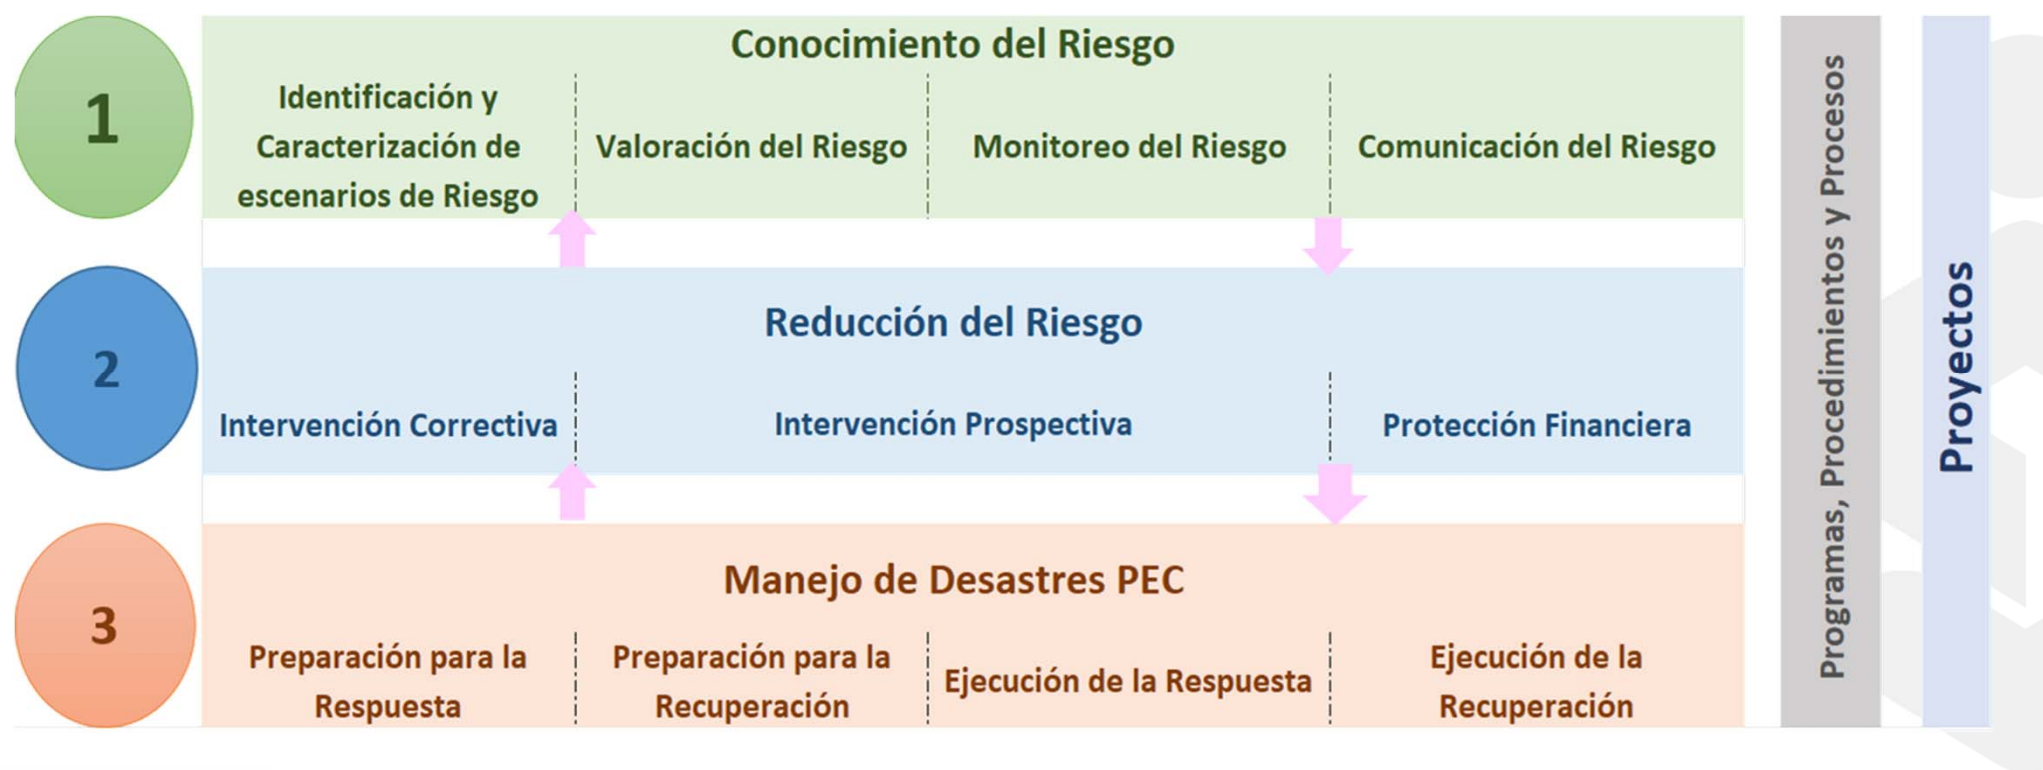 1
Conocimiento del Riesgo
Identificación y
Caracterización de
escenarios de Riesgo
Valoración del Riesgo
Monitoreo del Riesgo
Comunicación del Riesgo
2
Reducción del Riesgo
Intervención Correctiva
Intervención Prospectiva
Protección Financiera
3
Manejo de Desastres PEC
Preparación para la
Respuesta
Preparación para la
Recuperación
Ejecución de la Respuesta
Ejecución de la
Recuperación
Programas, Procedimientos y Procesos
Proyectos